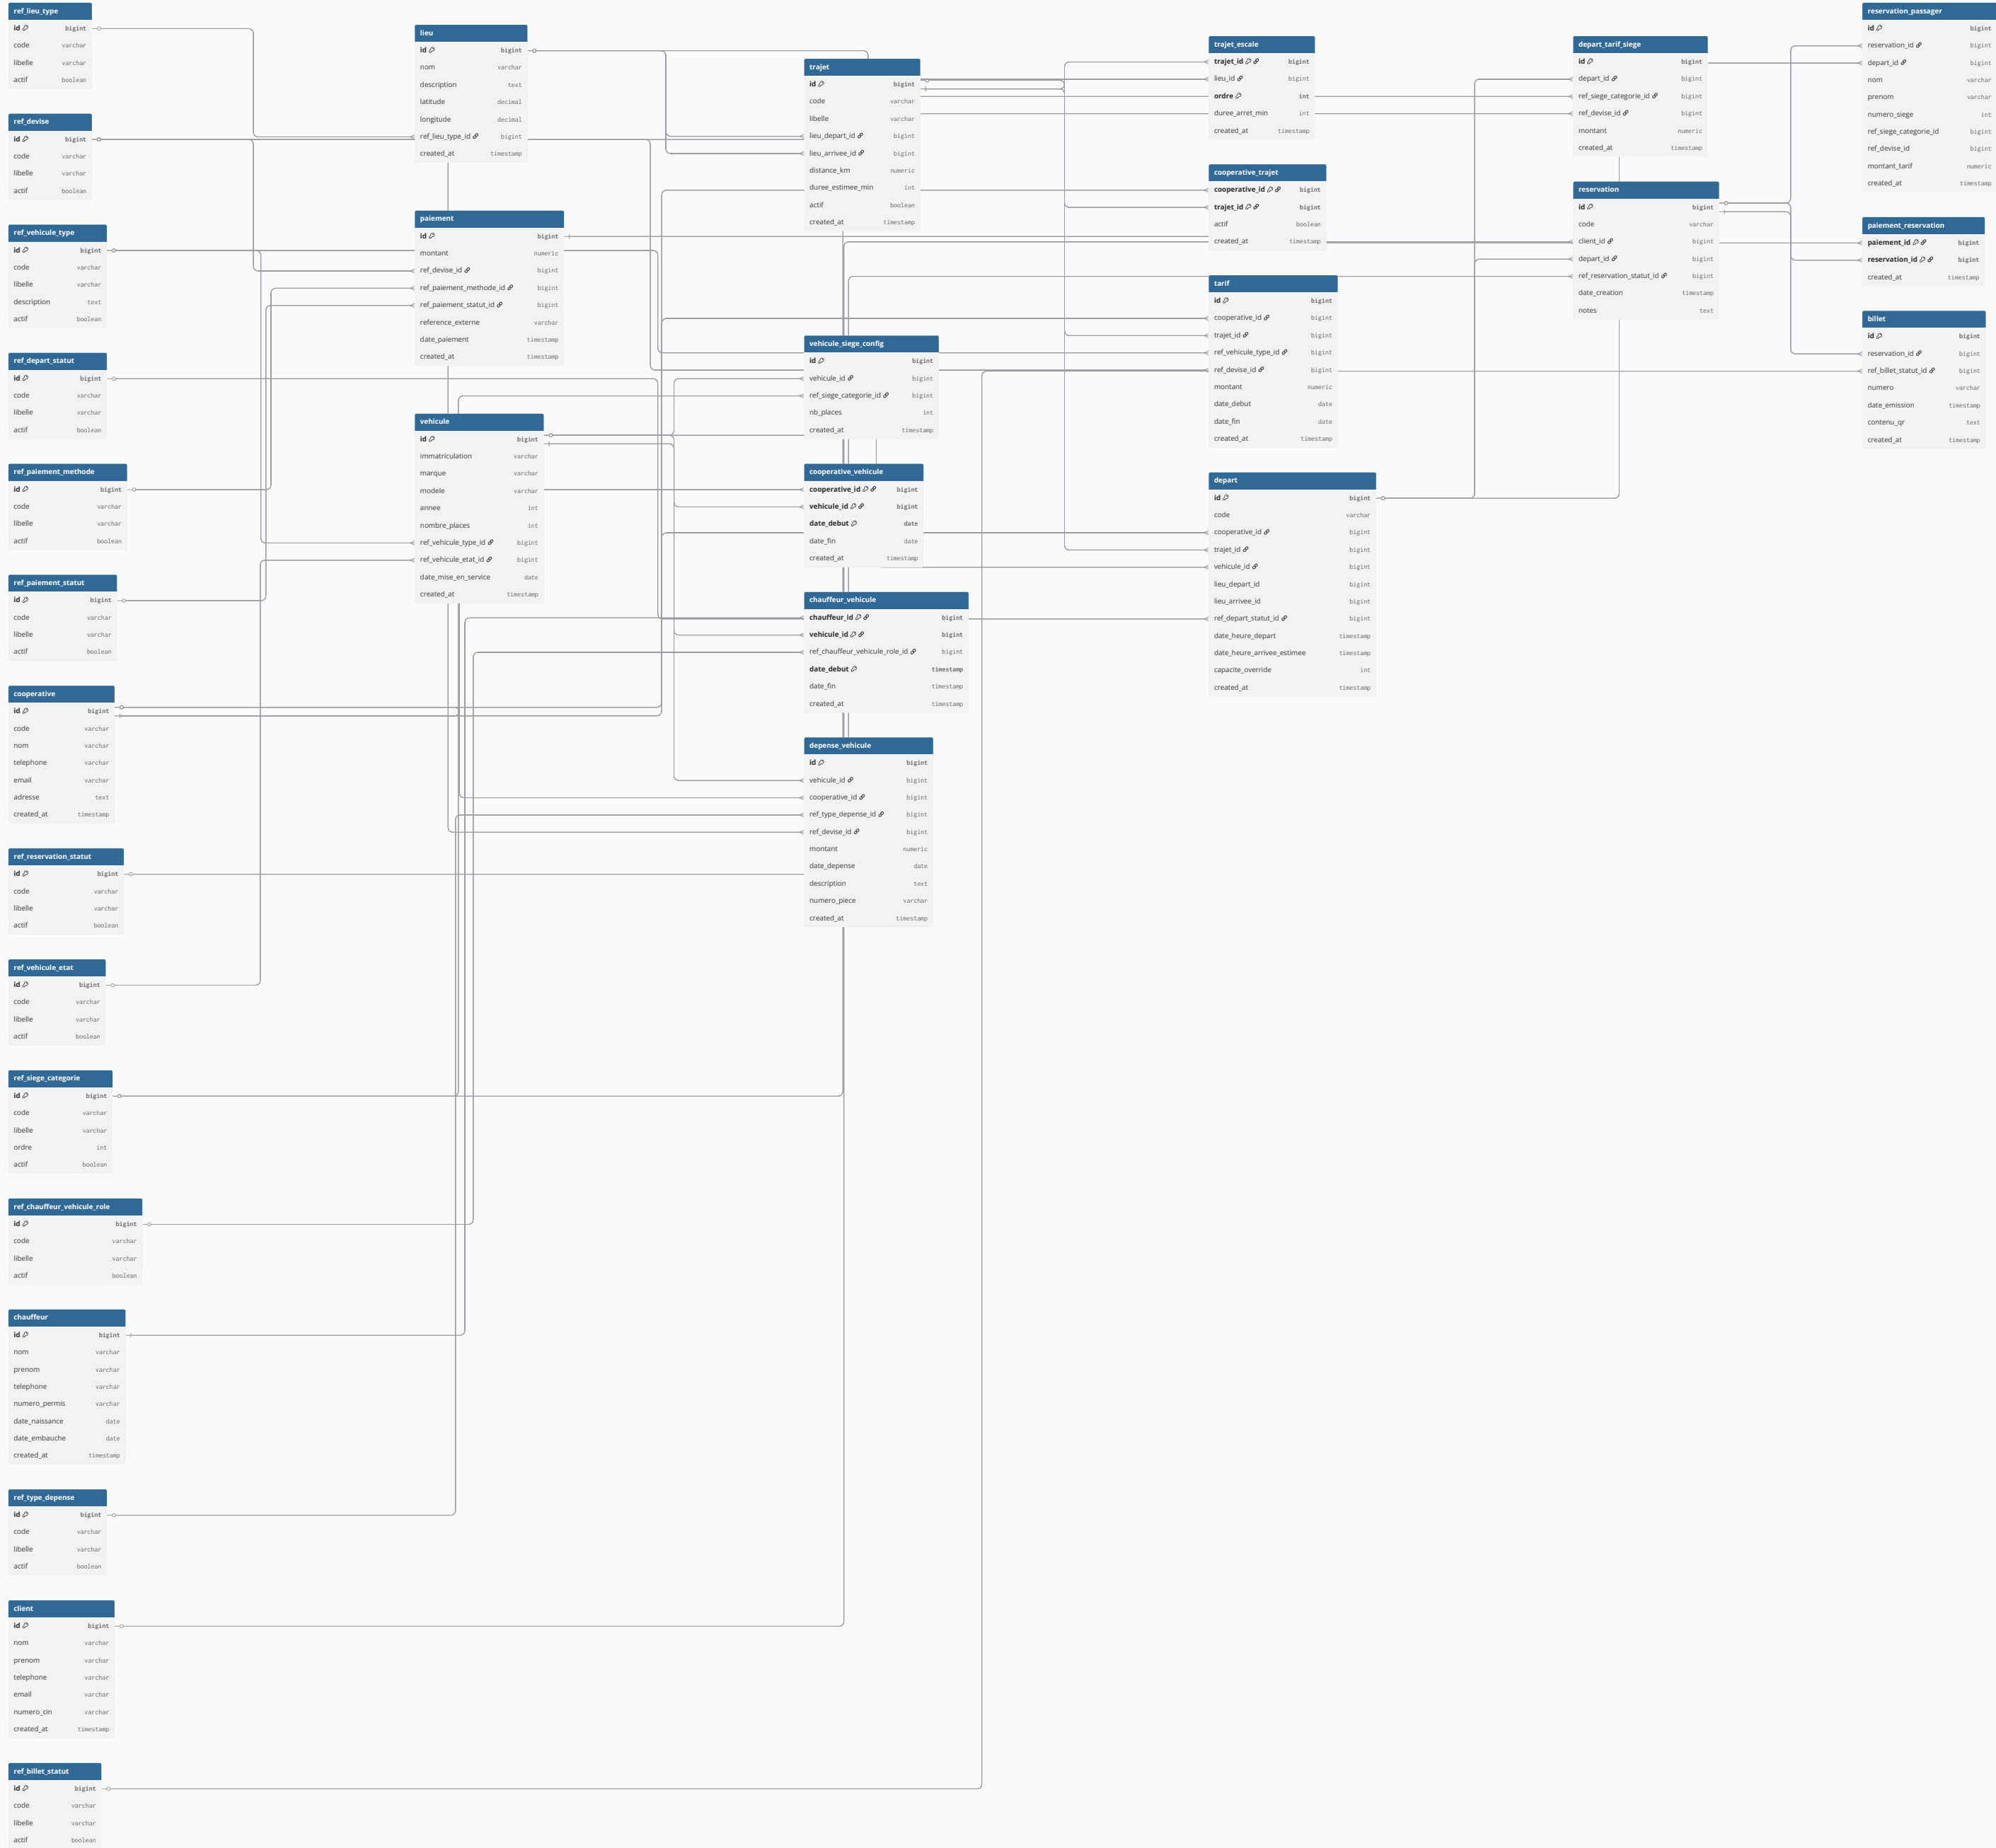 ref_lieu_type
id bigint
code varchar
libelle varchar
actif boolean
ref_devise
id bigint
code varchar
libelle varchar
actif boolean
ref_vehicule_type
id bigint
code varchar
libelle varchar
description text
actif boolean
ref_depart_statut
id bigint
code varchar
libelle varchar
actif boolean
ref_paiement_methode
id bigint
code varchar
libelle varchar
actif boolean
ref_paiement_statut
id bigint
code varchar
libelle varchar
actif boolean
cooperative
id bigint
code varchar
nom varchar
telephone varchar
email varchar
adresse text
created_at timestamp
ref_reservation_statut
id bigint
code varchar
libelle varchar
actif boolean
ref_vehicule_etat
id bigint
code varchar
libelle varchar
actif boolean
ref_siege_categorie
id bigint
code varchar
libelle varchar
ordre int
actif boolean
ref_chauffeur_vehicule_role
id bigint
code varchar
libelle varchar
actif boolean
chauffeur
id bigint
nom varchar
prenom varchar
telephone varchar
numero_permis varchar
date_naissance date
date_embauche date
created_at timestamp
ref_type_depense
id bigint
code varchar
libelle varchar
actif boolean
client
id bigint
nom varchar
prenom varchar
telephone varchar
email varchar
numero_cin varchar
created_at timestamp
ref_billet_statut
id bigint
code varchar
libelle varchar
actif boolean
lieu
id bigint
nom varchar
description text
latitude decimal
longitude decimal
ref_lieu_type_id bigint
created_at timestamp
paiement
id bigint
montant numeric
ref_devise_id bigint
ref_paiement_methode_id bigint
ref_paiement_statut_id bigint
reference_externe varchar
date_paiement timestamp
created_at timestamp
vehicule
id bigint
immatriculation varchar
marque varchar
modele varchar
annee int
nombre_places int
ref_vehicule_type_id bigint
ref_vehicule_etat_id bigint
date_mise_en_service date
created_at timestamp
trajet
id bigint
code varchar
libelle varchar
lieu_depart_id bigint
lieu_arrivee_id bigint
distance_km numeric
duree_estimee_min int
actif boolean
created_at timestamp
vehicule_siege_config
id bigint
vehicule_id bigint
ref_siege_categorie_id bigint
nb_places int
created_at timestamp
cooperative_vehicule
cooperative_id bigint
vehicule_id bigint
date_debut date
date_fin date
created_at timestamp
chauffeur_vehicule
chauffeur_id bigint
vehicule_id bigint
ref_chauffeur_vehicule_role_id bigint
date_debut timestamp
date_fin timestamp
created_at timestamp
depense_vehicule
id bigint
vehicule_id bigint
cooperative_id bigint
ref_type_depense_id bigint
ref_devise_id bigint
montant numeric
date_depense date
description text
numero_piece varchar
created_at timestamp
trajet_escale
trajet_id bigint
lieu_id bigint
ordre int
duree_arret_min int
created_at timestamp
cooperative_trajet
cooperative_id bigint
trajet_id bigint
actif boolean
created_at timestamp
tarif
id bigint
cooperative_id bigint
trajet_id bigint
ref_vehicule_type_id bigint
ref_devise_id bigint
montant numeric
date_debut date
date_fin date
created_at timestamp
depart
id bigint
code varchar
cooperative_id bigint
trajet_id bigint
vehicule_id bigint
lieu_depart_id bigint
lieu_arrivee_id bigint
ref_depart_statut_id bigint
date_heure_depart timestamp
date_heure_arrivee_estimee timestamp
capacite_override int
created_at timestamp
depart_tarif_siege
id bigint
depart_id bigint
ref_siege_categorie_id bigint
ref_devise_id bigint
montant numeric
created_at timestamp
reservation
id bigint
code varchar
client_id bigint
depart_id bigint
ref_reservation_statut_id bigint
date_creation timestamp
notes text
reservation_passager
id bigint
reservation_id bigint
depart_id bigint
nom varchar
prenom varchar
numero_siege int
ref_siege_categorie_id bigint
ref_devise_id bigint
montant_tarif numeric
created_at timestamp
paiement_reservation
paiement_id bigint
reservation_id bigint
created_at timestamp
billet
id bigint
reservation_id bigint
ref_billet_statut_id bigint
numero varchar
date_emission timestamp
contenu_qr text
created_at timestamp